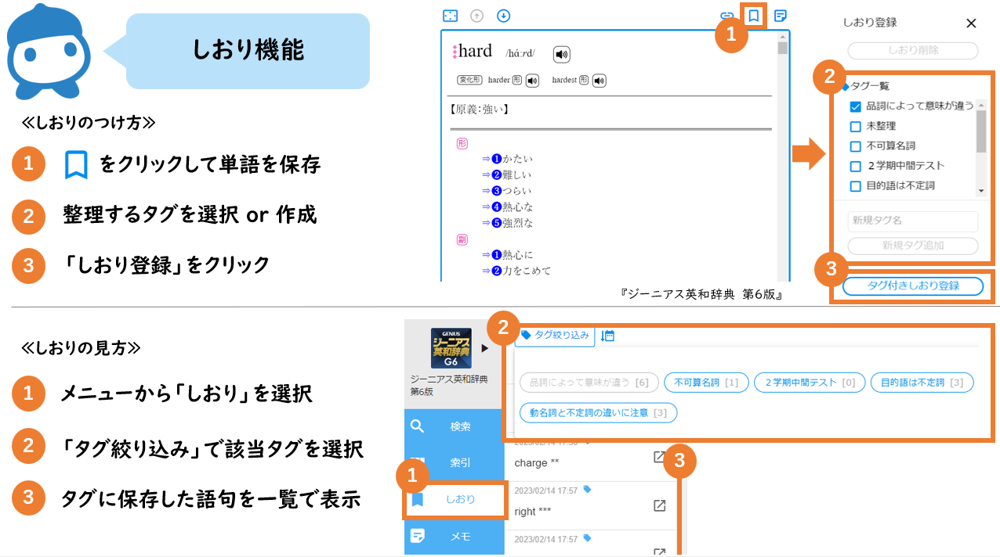 しおり機能
≪しおりのつけ方≫
1 をクリックして単語を保存
2 整理するタグを選択 or 作成
3 「しおり登録」をクリック
1
***hard /hɑ́ːrd/
変化形 harder 形 hardest 形
【原義：強い】
形
⇒❶かたい
⇒❷難しい
⇒❸つらい
⇒❹熱心な
⇒❺強烈な
副
⇒❶熱心に
⇒❷力をこめて
『ジーニアス英和辞典 第6版』
しおり登録
しおり削除
2
タグ一覧
品詞によって意味が違う
未整理
不可算名詞
２学期中間テスト
目的語は不定詞
新規タグ名
新規タグ追加
3
タグ付きしおり登録
≪しおりの見方≫
1 メニューから「しおり」を選択
2 「タグ絞り込み」で該当タグを選択
3 タグに保存した語句を一覧で表示
GENIUS
ジーニアス
英和辞典
G6
ジーニアス英和辞典
第6版
検索
索引
1
しおり
メモ
2
タグ絞り込み
品詞によって意味が違う [6]
不可算名詞 [1]
２学期中間テスト [0]
目的語は不定詞 [3]
動名詞と不定詞の違いに注意 [3]
2023/02/14 17:58
charge **
3
2023/02/14 17:57
right ***
2023/02/14 17:57